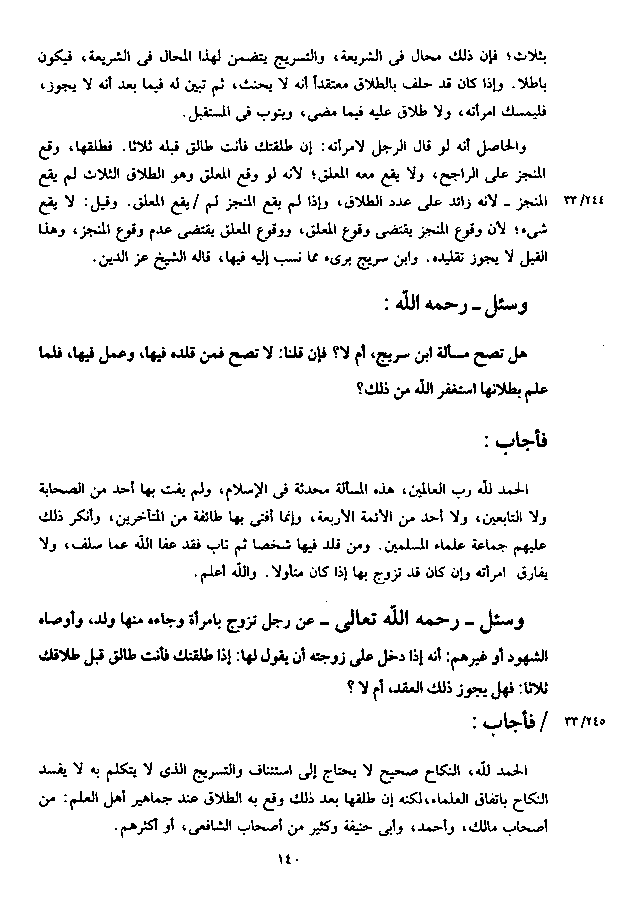 بثلاث؛ فإن ذلك محال فى الشريعة، والتسريج يتضمن لهذا المحال فى الشريعة، فيكون
باطلا. وإذا كان قد حلف بالطلاق معتقداً أنه لا يحنث، ثم تبين له فيما بعد أنه لا يجوز،
فليمسك امرأته، ولا طلاق عليه فيما مضى، ويتوب فى المستقبل.
والحاصل أنه لو قال الرجل لامرأته: إن طلقتك فأنت طالق قبله ثلاثا. فطلقها، وقع
المنجز على الراجح، ولا يقع معه المعلق؛ لأنه لو وقع المعلق وهو الطلاق الثلاث لم يقع
المنجز ـ لأنه زائد على عدد الطلاق، وإذا لم يقع المنجز لم / يقع المعلق. وقيل: لا يقع ٣٣/٢٤٤
شىء؛ لأن وقوع المنجز يقتضى وقوع المعلق، ووقوع المعلق يقتضى عدم وقوع المنجز، وهذا
القيل لا يجوز تقليده. وابن سريج برىء مما نسب إليه فيها، قاله الشيخ عز الدين.
وسئل ـ رحمه الله :
هل تصح مسألة ابن سريج، أم لا؟ فإن قلنا: لا تصح فمن قلده فيها، وعمل فيها، فلما
علم بطلانها استغفر الله من ذلك؟
فأجاب :
الحمد لله رب العالمين، هذه المسألة محدثة فى الإسلام، ولم يفت بها أحد من الصحابة
ولا التابعين، ولا أحد من الأئمة الأربعة، وإنما أفتى بها طائفة من المتأخرين، وأنكر ذلك
عليهم جماعة علماء المسلمين. ومن قلد فيها شخصا ثم تاب فقد عفا الله عما سلف، ولا
يفارق امرأته وإن كان قد تزوج بها إذا كان متأولا. والله أعلم.
وسئل ـ رحمه الله تعالى ـ عن رجل تزوج بامرأة وجاءه منها ولد، وأوصاه
الشهود أو غيرهم: أنه إذا دخل على زوجته أن يقول لها: إذا طلقتك فأنت طالق قبل طلاقك
ثلاثا: فهل يجوز ذلك العقد، أم لا ؟
/ فأجاب : ٣٣/٢٤٥
الحمد لله، النكاح صحيح لا يحتاج إلى استئناف والتسريج الذى لا يتكلم به لا يفسد
النكاح باتفاق العلماء،لكنه إن طلقها بعد ذلك وقع به الطلاق عند جماهير أهل العلم: من
أصحاب مالك، وأحمد، وأبى حنيفة وكثير من أصحاب الشافعى، أو أكثرهم.
١٤٠